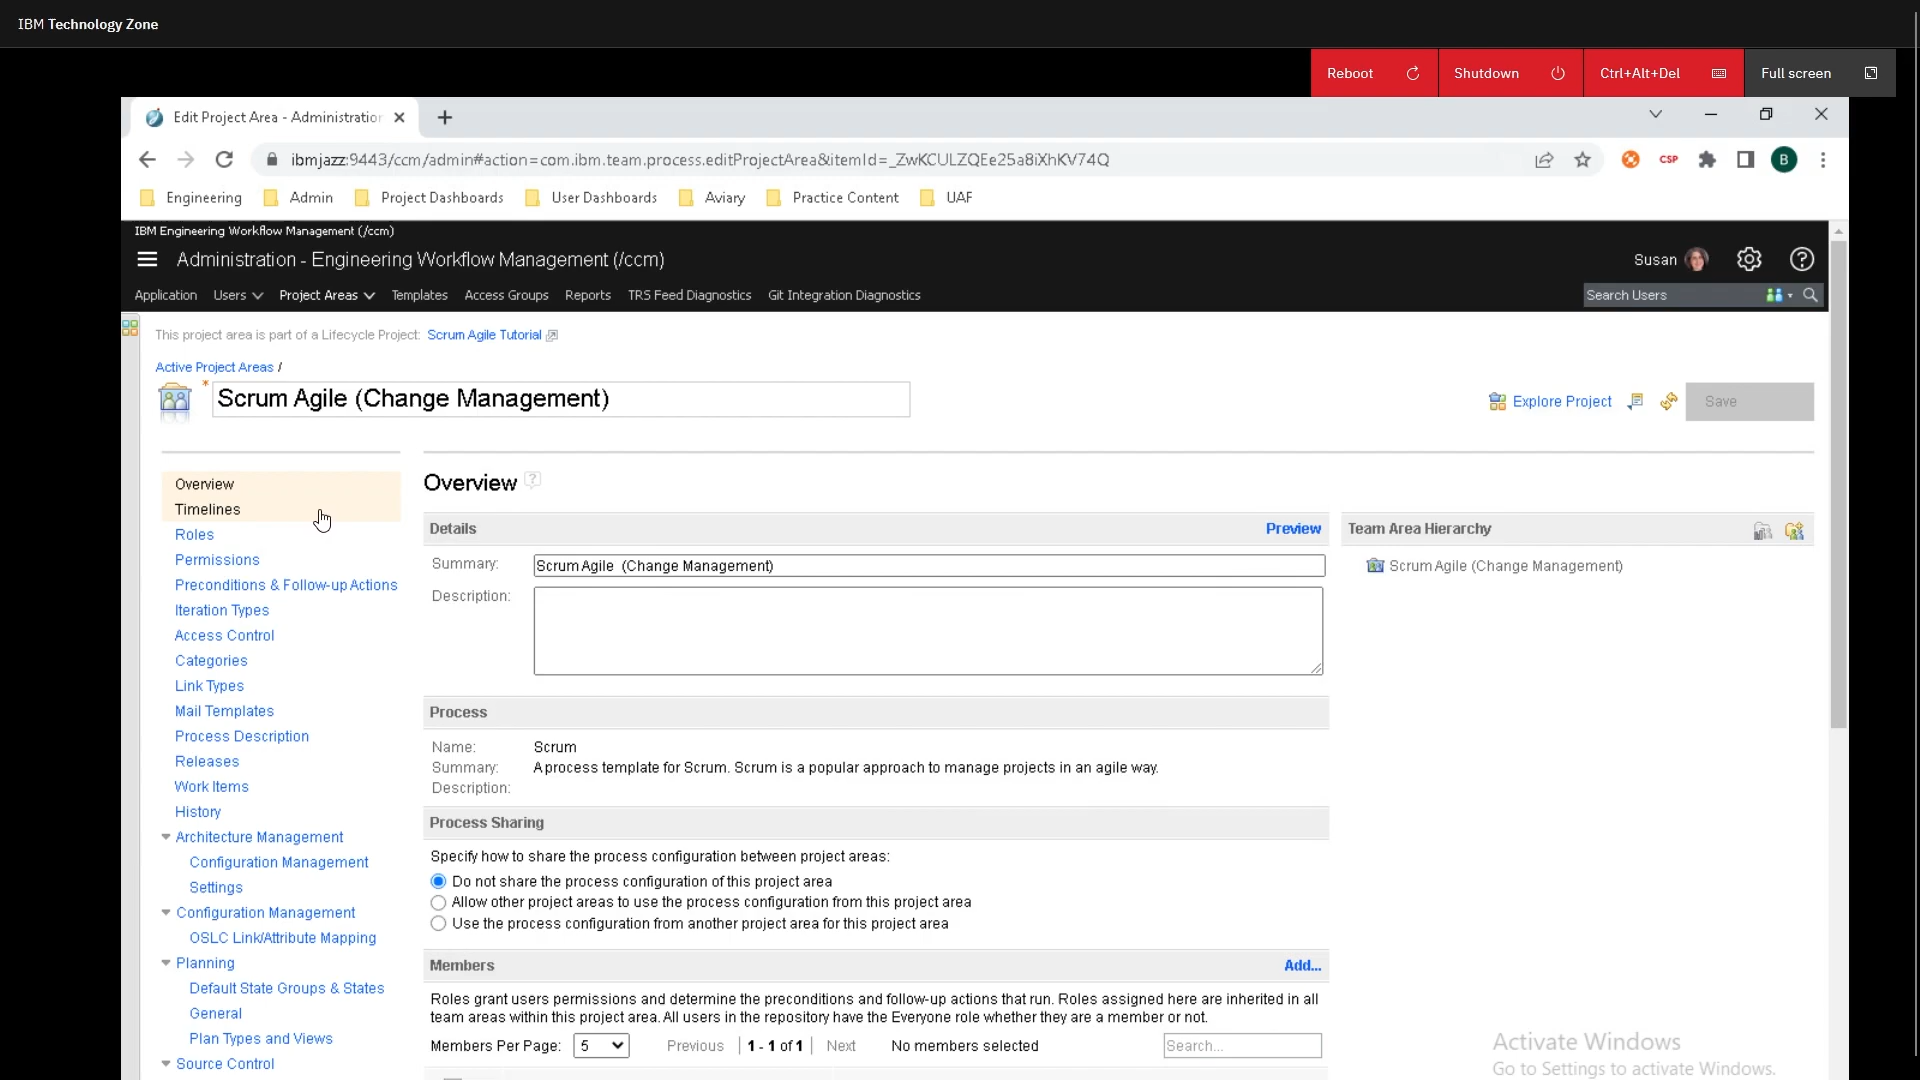 IBM Technology Zone
Reboot Shutdown Ctrl+Alt+Del Full screen
Edit Project Area - Administration
ibmjazz:9443/ccm/admin#action=com.ibm.team.process.editProjectArea&itemId=_ZwKCULZQEe25a8iXhKV74Q CSP B
Engineering Admin Project Dashboards User Dashboards Aviary Practice Content UAF
IBM Engineering Workflow Management (/ccm)
Administration - Engineering Workflow Management (/ccm) Susan
Application Users Project Areas Templates Access Groups Reports TRS Feed Diagnostics Git Integration Diagnostics Search Users
This project area is part of a Lifecycle Project: Scrum Agile Tutorial
Active Project Areas /
* Scrum Agile (Change Management) Explore Project Save
Overview
Timelines
Roles
Permissions
Preconditions & Follow-up Actions
Iteration Types
Access Control
Categories
Link Types
Mail Templates
Process Description
Releases
Work Items
History
Architecture Management
Configuration Management
Settings
Configuration Management
OSLC Link/Attribute Mapping
Planning
Default State Groups & States
General
Plan Types and Views
Source Control
Overview ?
Details Preview
Summary: Scrum Agile (Change Management)
Description:
Process
Name: Scrum
Summary: A process template for Scrum. Scrum is a popular approach to manage projects in an agile way.
Description:
Process Sharing
Specify how to share the process configuration between project areas:
Do not share the process configuration of this project area
Allow other project areas to use the process configuration from this project area
Use the process configuration from another project area for this project area
Members Add...
Roles grant users permissions and determine the preconditions and follow-up actions that run. Roles assigned here are inherited in all
team areas within this project area. All users in the repository have the Everyone role whether they are a member or not.
Members Per Page: 5 Previous 1 - 1 of 1 Next No members selected Search...
Team Area Hierarchy
Scrum Agile (Change Management)
Activate Windows
Go to Settings to activate Windows.